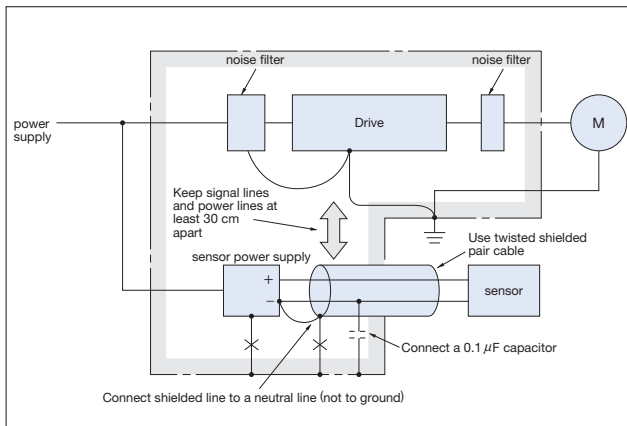 noise filter
noise filter
power
supply
Drive
M
Keep signal lines
and power lines at
least 30 cm
apart
Use twisted shielded
pair cable
sensor power supply
+
−
sensor
Connect a 0.1 μF capacitor
Connect shielded line to a neutral line (not to ground)